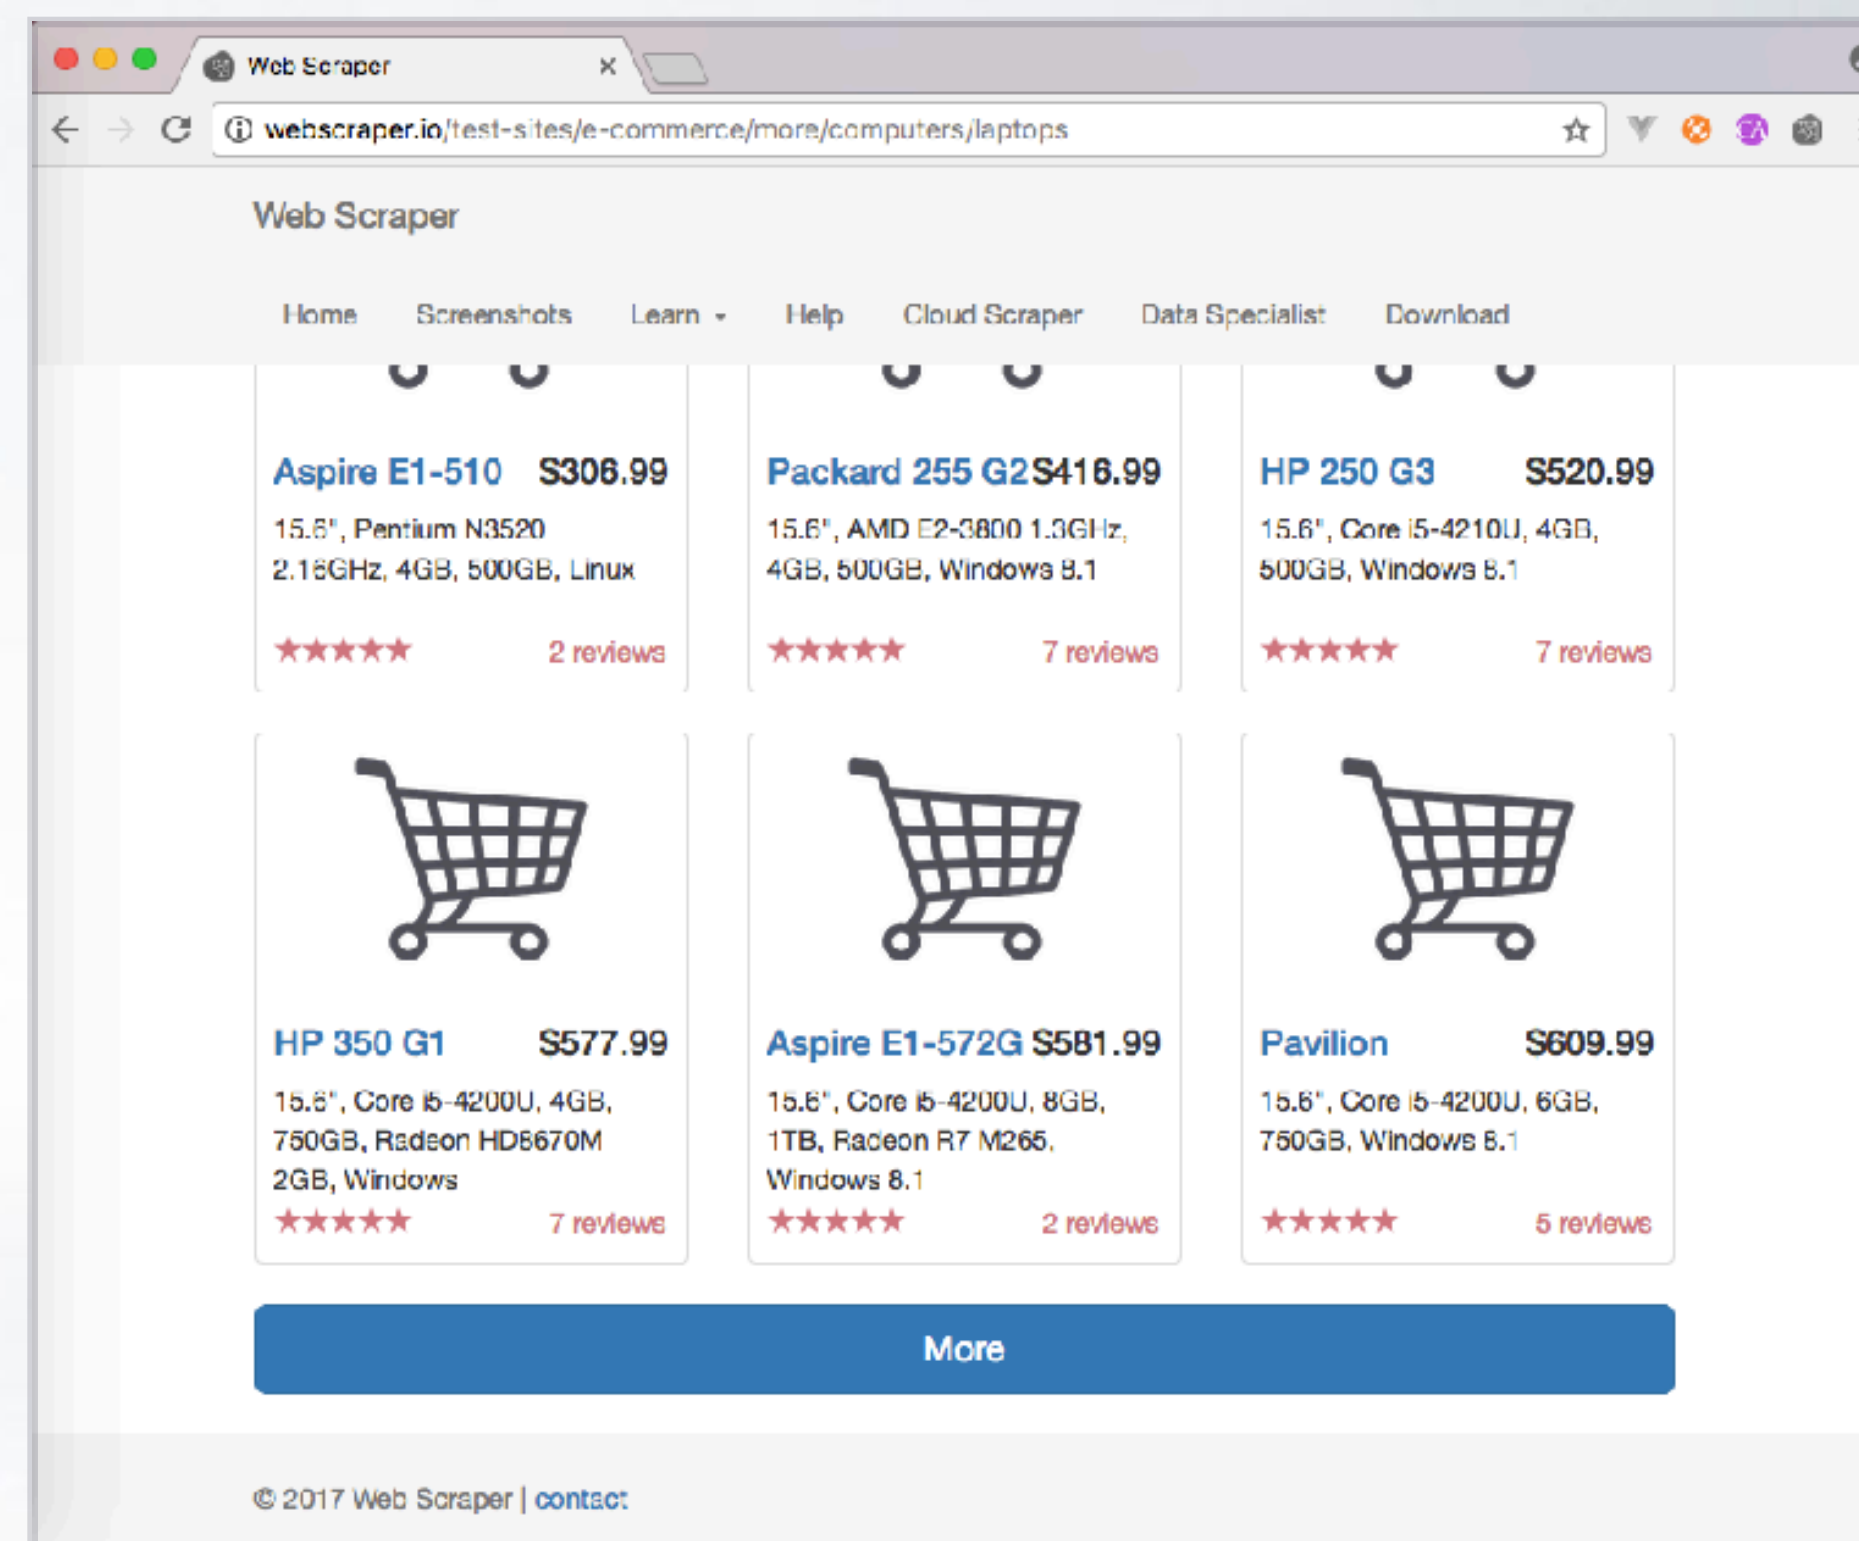 Web Scraper
webscraper.io/test-sites/e-commerce/more/computers/laptops
Web Scraper
Home Screenshots Learn Help Cloud Scraper Data Specialist Download
Aspire E1-510 $306.99
15.6", Pentium N3520
2.16GHz, 4GB, 500GB, Linux
2 reviews
Packard 255 G2 $416.99
15.6", AMD E2-3800 1.3GHz,
4GB, 500GB, Windows 8.1
7 reviews
HP 250 G3 $520.99
15.6", Core i5-4210U, 4GB,
500GB, Windows 8.1
7 reviews
HP 350 G1 $577.99
15.6", Core i5-4200U, 4GB,
750GB, Radeon HD8670M
2GB, Windows
7 reviews
Aspire E1-572G $581.99
15.6", Core i5-4200U, 8GB,
1TB, Radeon R7 M265,
Windows 8.1
2 reviews
Pavilion $609.99
15.6", Core i5-4200U, 6GB,
750GB, Windows 8.1
5 reviews
More
© 2017 Web Scraper | contact